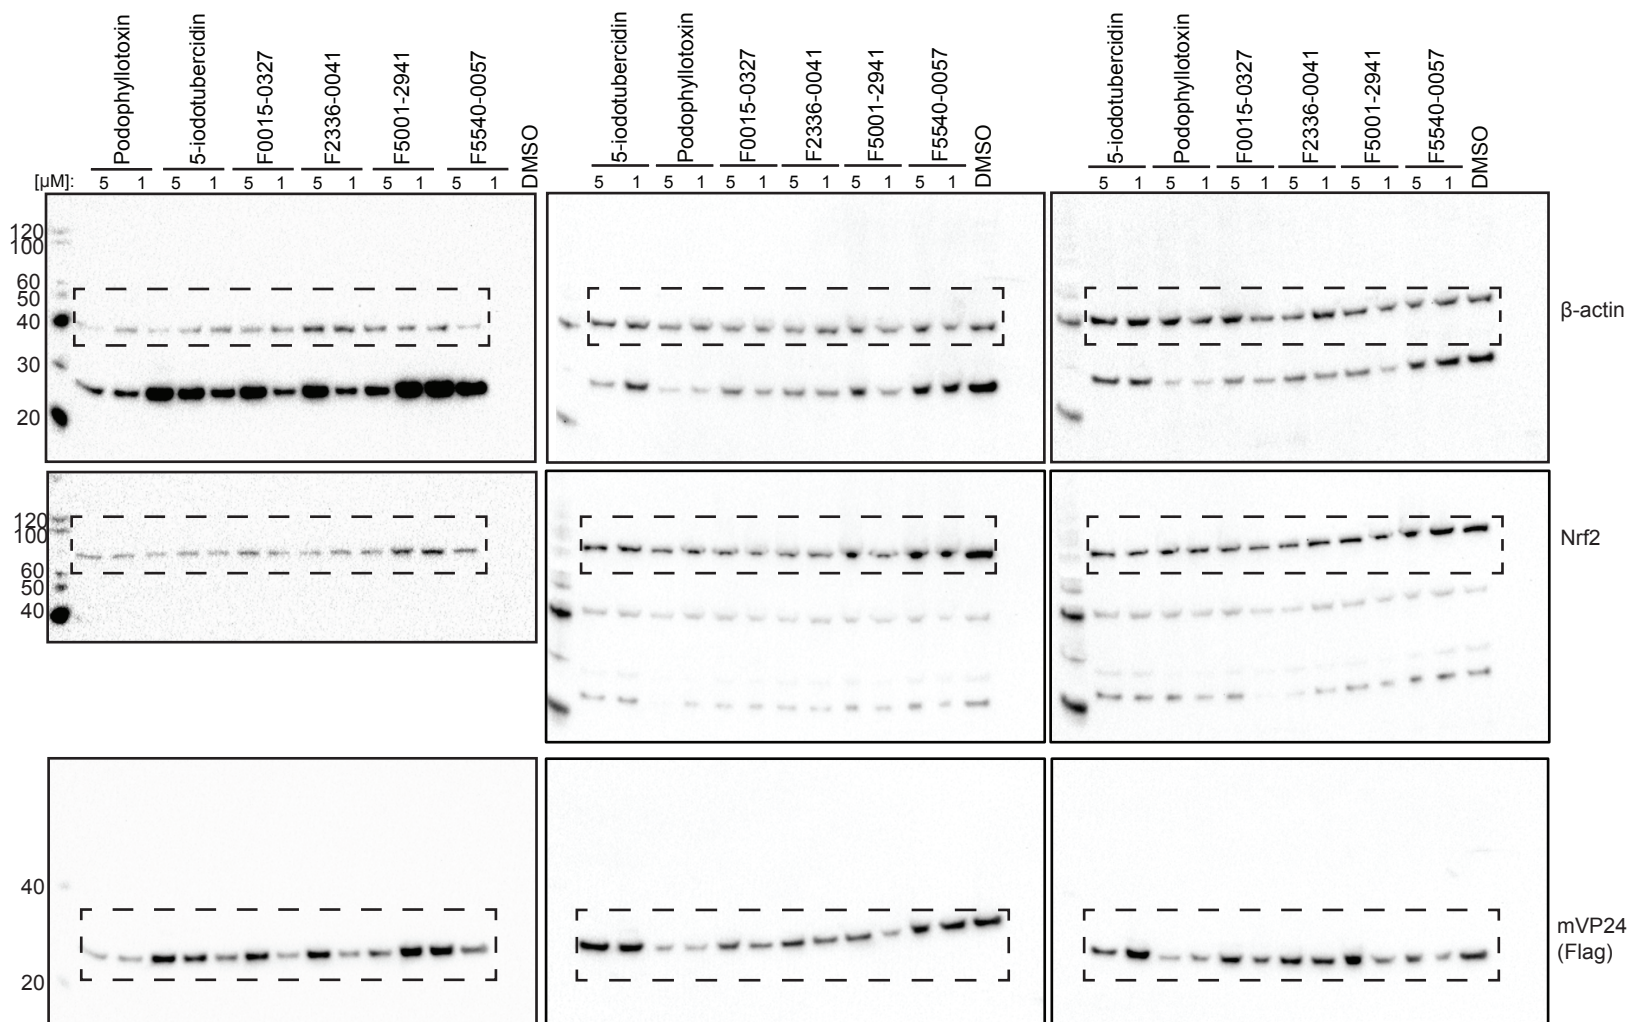 Podophyllotoxin
5-iodotubercidin
F0015-0327
F2336-0041
F5001-2941
F5540-0057
DMSO
5-iodotubercidin
Podophyllotoxin
F0015-0327
F2336-0041
F5001-2941
F5540-0057
DMSO
5-iodotubercidin
Podophyllotoxin
F0015-0327
F2336-0041
F5001-2941
F5540-0057
DMSO
[µM]: 5 1 5 1 5 1 5 1 5 1 5 1
5 1 5 1 5 1 5 1 5 1 5 1
5 1 5 1 5 1 5 1 5 1 5 1
120
100
60
50
40
30
20
β-actin
120
100
60
50
40
Nrf2
40
20
mVP24
(Flag)